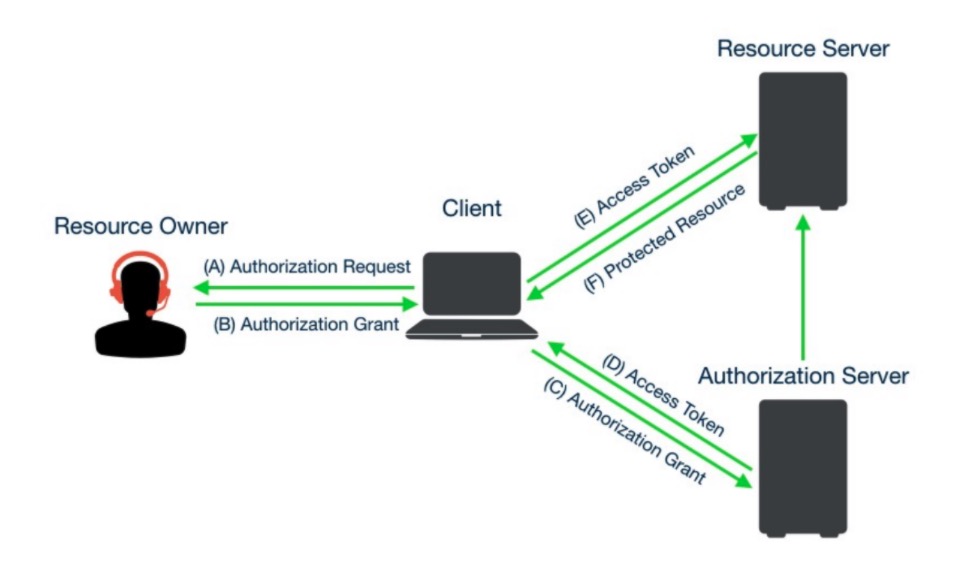 Resource Server
(E) Access Token
(F) Protected Resource
Client
Resource Owner
(A) Authorization Request
(B) Authorization Grant
(D) Access Token
(C) Authorization Grant
Authorization Server